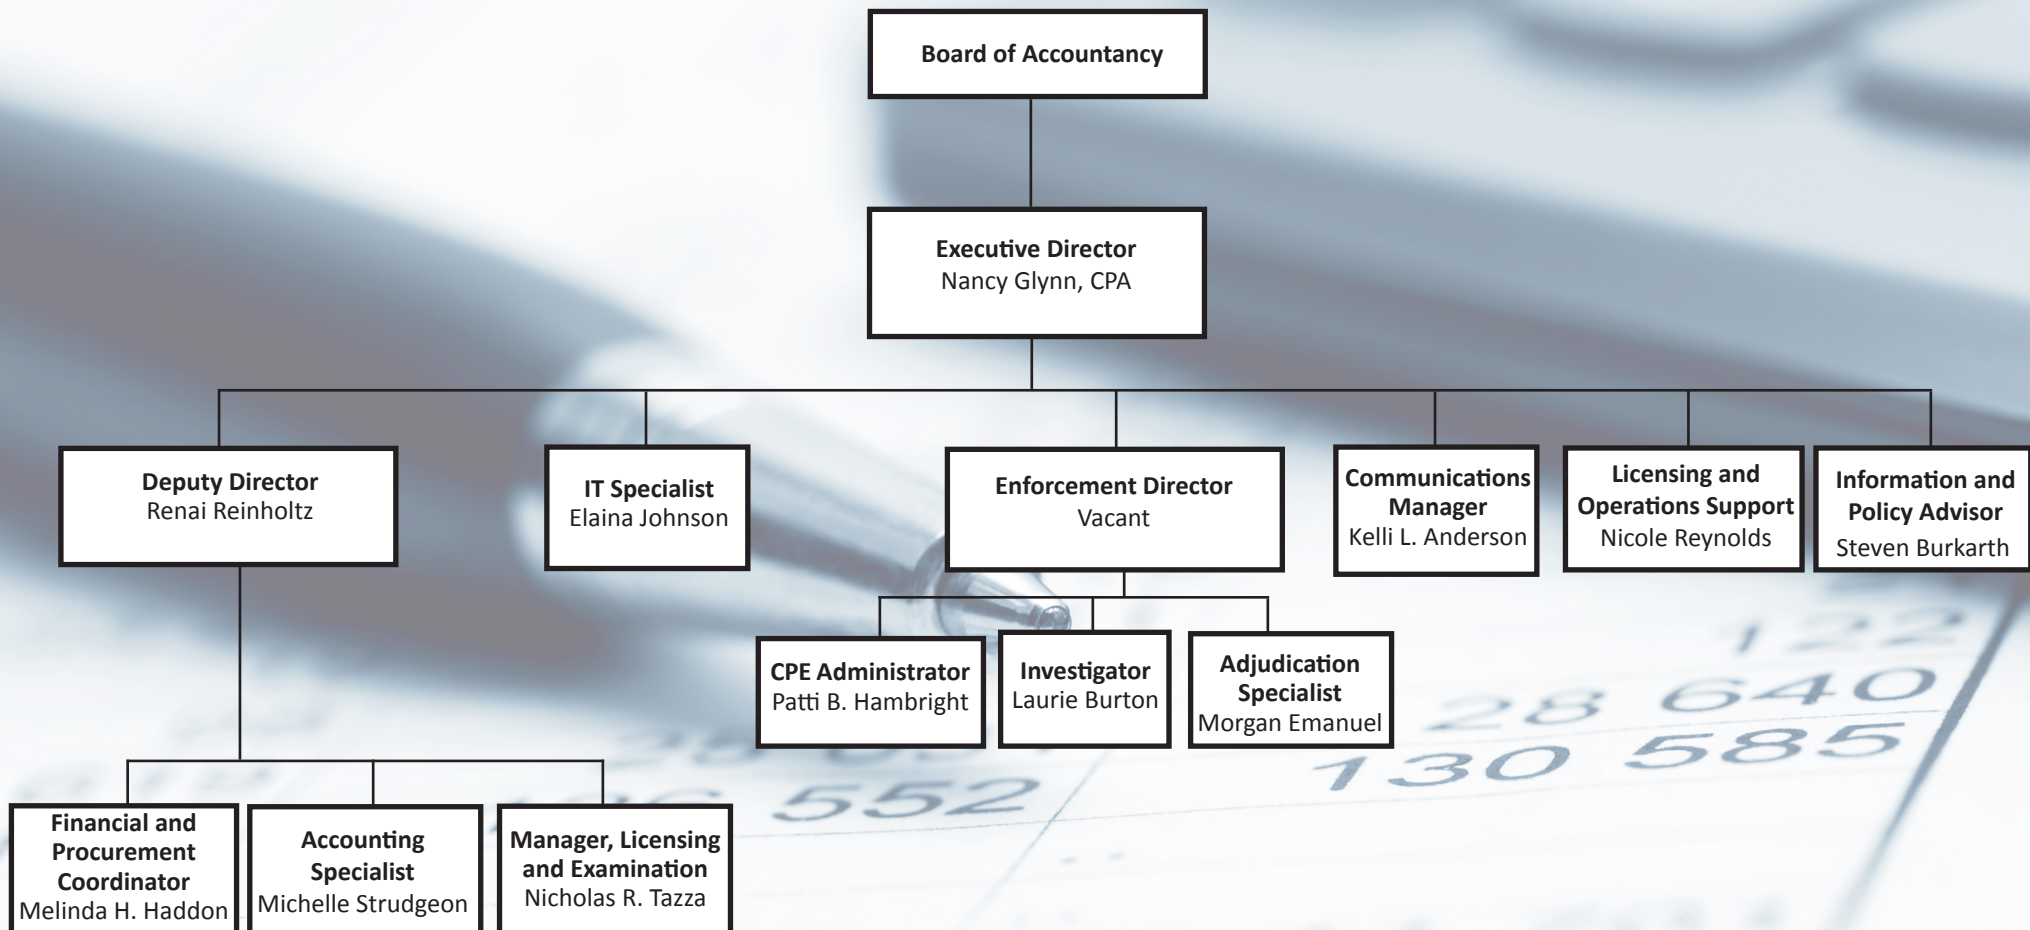 Board of Accountancy
Executive Director
Nancy Glynn, CPA
Deputy Director
Renai Reinholtz
IT Specialist
Elaina Johnson
Enforcement Director
Vacant
Communications
Manager
Kelli L. Anderson
Licensing and
Operations Support
Nicole Reynolds
Information and
Policy Advisor
Steven Burkarth
CPE Administrator
Patti B. Hambright
Investigator
Laurie Burton
Adjudication
Specialist
Morgan Emanuel
Financial and
Procurement
Coordinator
Melinda H. Haddon
Accounting
Specialist
Michelle Strudgeon
Manager, Licensing
and Examination
Nicholas R. Tazza
122
28 640
130 585
552